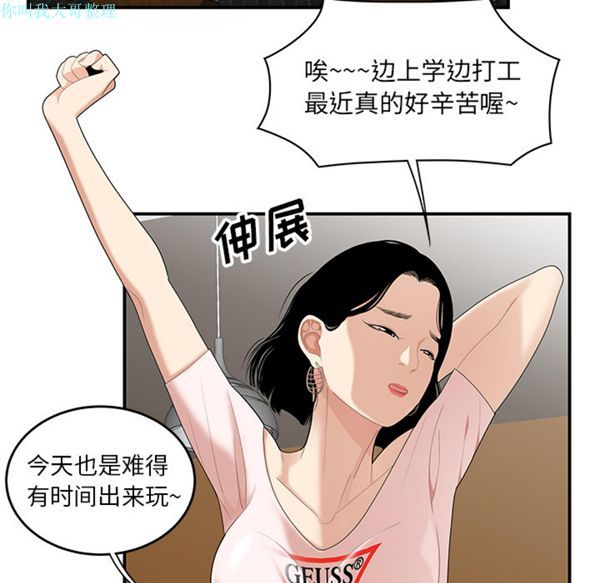 你叫我大哥整理
唉~~~边上学边打工
最近真的好辛苦喔~
伸展
今天也是难得
有时间出来玩~
GEUSS®